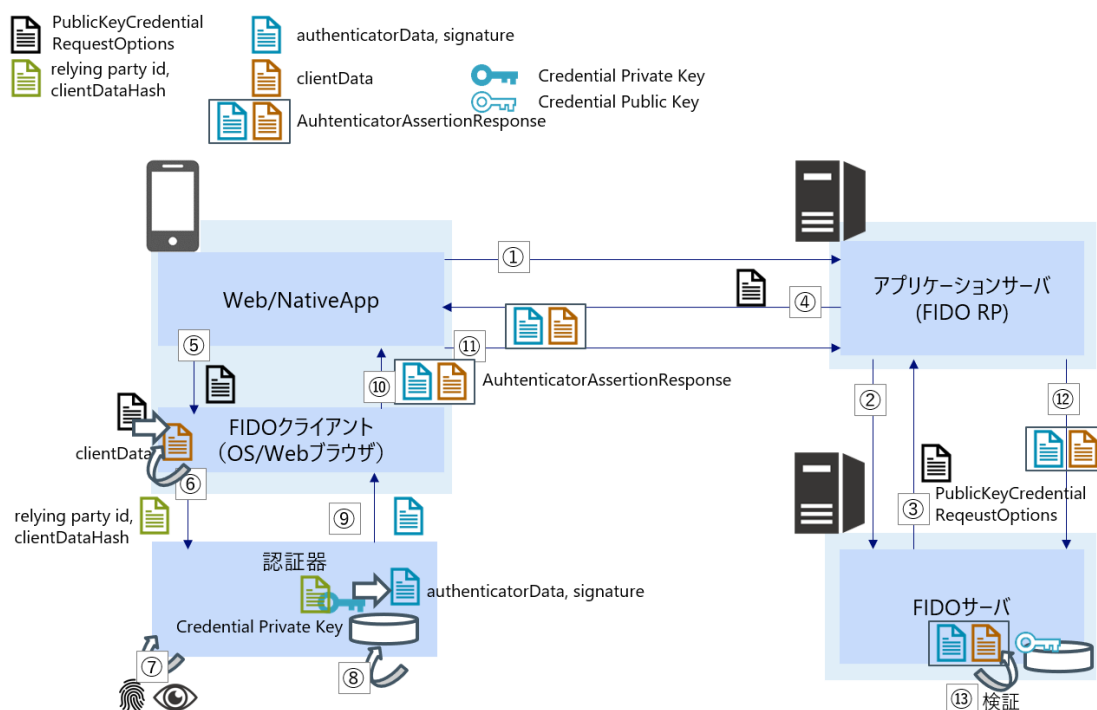 PublicKeyCredential
RequestOptions
authenticatorData, signature
relying party id,
clientDataHash
clientData
Credential Private Key
Credential Public Key
AuhtenticatorAssertionResponse
①
Web/NativeApp
アプリケーションサーバ
(FIDO RP)
④
⑤
⑪
⑩
AuhtenticatorAssertionResponse
②
⑫
FIDOクライアント
(OS/Webブラウザ)
clientData
⑥
relying party id,
clientDataHash
⑨
③
PublicKeyCredential
ReqeustOptions
認証器
authenticatorData, signature
Credential Private Key
FIDOサーバ
⑦
⑧
⑬ 検証